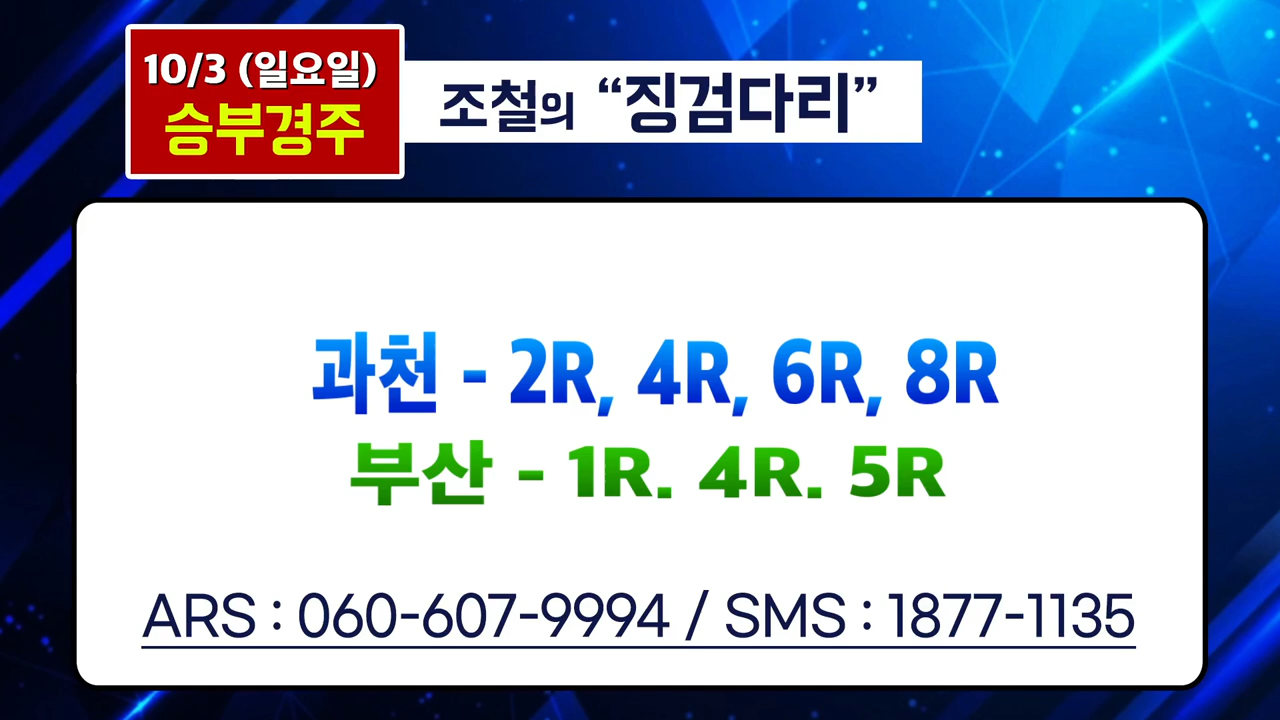 10/3 (일요일)
승부경주
조철의 “징검다리”
과천 - 2R, 4R, 6R, 8R
부산 - 1R. 4R. 5R
ARS : 060-607-9994 / SMS : 1877-1135